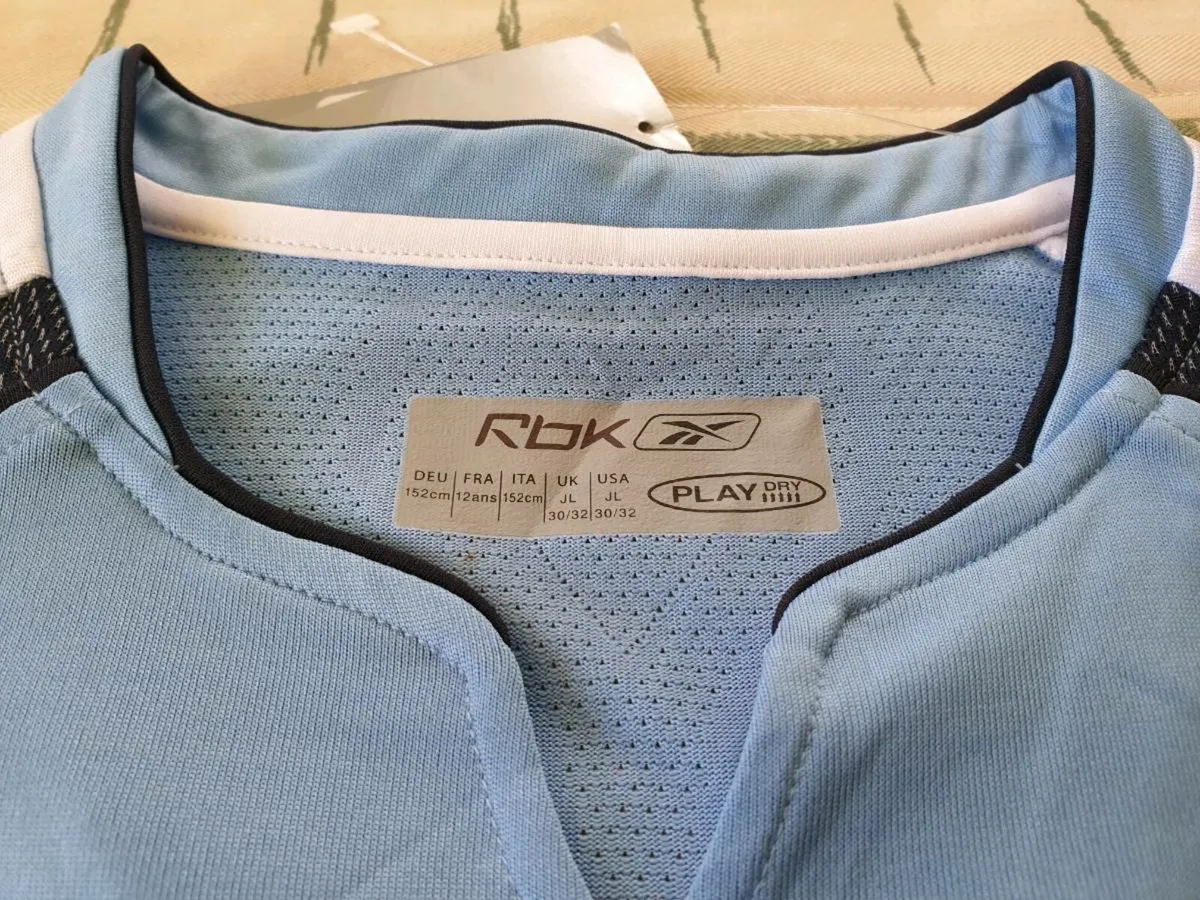 Rbk
DEU FRA ITA UK USA
152cm 12ans 152cm JL JL
30/32 30/32
PLAY DRY